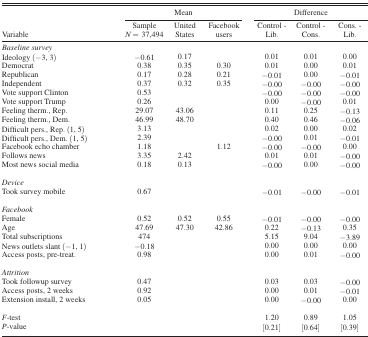 Mean Difference
Sample United Facebook Control - Control - Cons. -
Variable N = 37,494 States users Lib. Cons. Lib.
Baseline survey
Ideology (−3, 3) −0.61 0.17 0.01 0.01 0.00
Democrat 0.38 0.35 0.30 0.01 0.00 0.01
Republican 0.17 0.28 0.21 −0.01 0.00 −0.01
Independent 0.37 0.32 0.35 −0.00 −0.00 −0.00
Vote support Clinton 0.53 −0.00 −0.00 −0.00
Vote support Trump 0.26 0.00 −0.00 0.01
Feeling therm., Rep. 29.07 43.06 0.11 0.25 −0.13
Feeling therm., Dem. 46.99 48.70 0.40 0.46 −0.06
Difficult pers., Rep. (1, 5) 3.13 0.02 0.00 0.02
Difficult pers., Dem. (1, 5) 2.39 −0.00 0.01 −0.01
Facebook echo chamber 1.18 1.12 −0.00 −0.00 0.00
Follows news 3.35 2.42 0.01 0.01 −0.00
Most news social media 0.18 0.13 −0.00 0.00 −0.00
Device
Took survey mobile 0.67 −0.01 −0.00 −0.01
Facebook
Female 0.52 0.52 0.55 −0.01 −0.00 −0.00
Age 47.69 47.30 42.86 0.22 −0.13 0.35
Total subscriptions 474 5.15 9.04 −3.89
News outlets slant (−1, 1) −0.18 0.00 0.00 0.00
Access posts, pre-treat. 0.98 0.00 0.01 −0.00
Attrition
Took followup survey 0.47 0.03 0.03 −0.00
Access posts, 2 weeks 0.92 0.00 0.01 −0.01
Extension install, 2 weeks 0.05 0.00 −0.00 0.00
F-test 1.20 0.89 1.05
P-value [0.21] [0.64] [0.39]